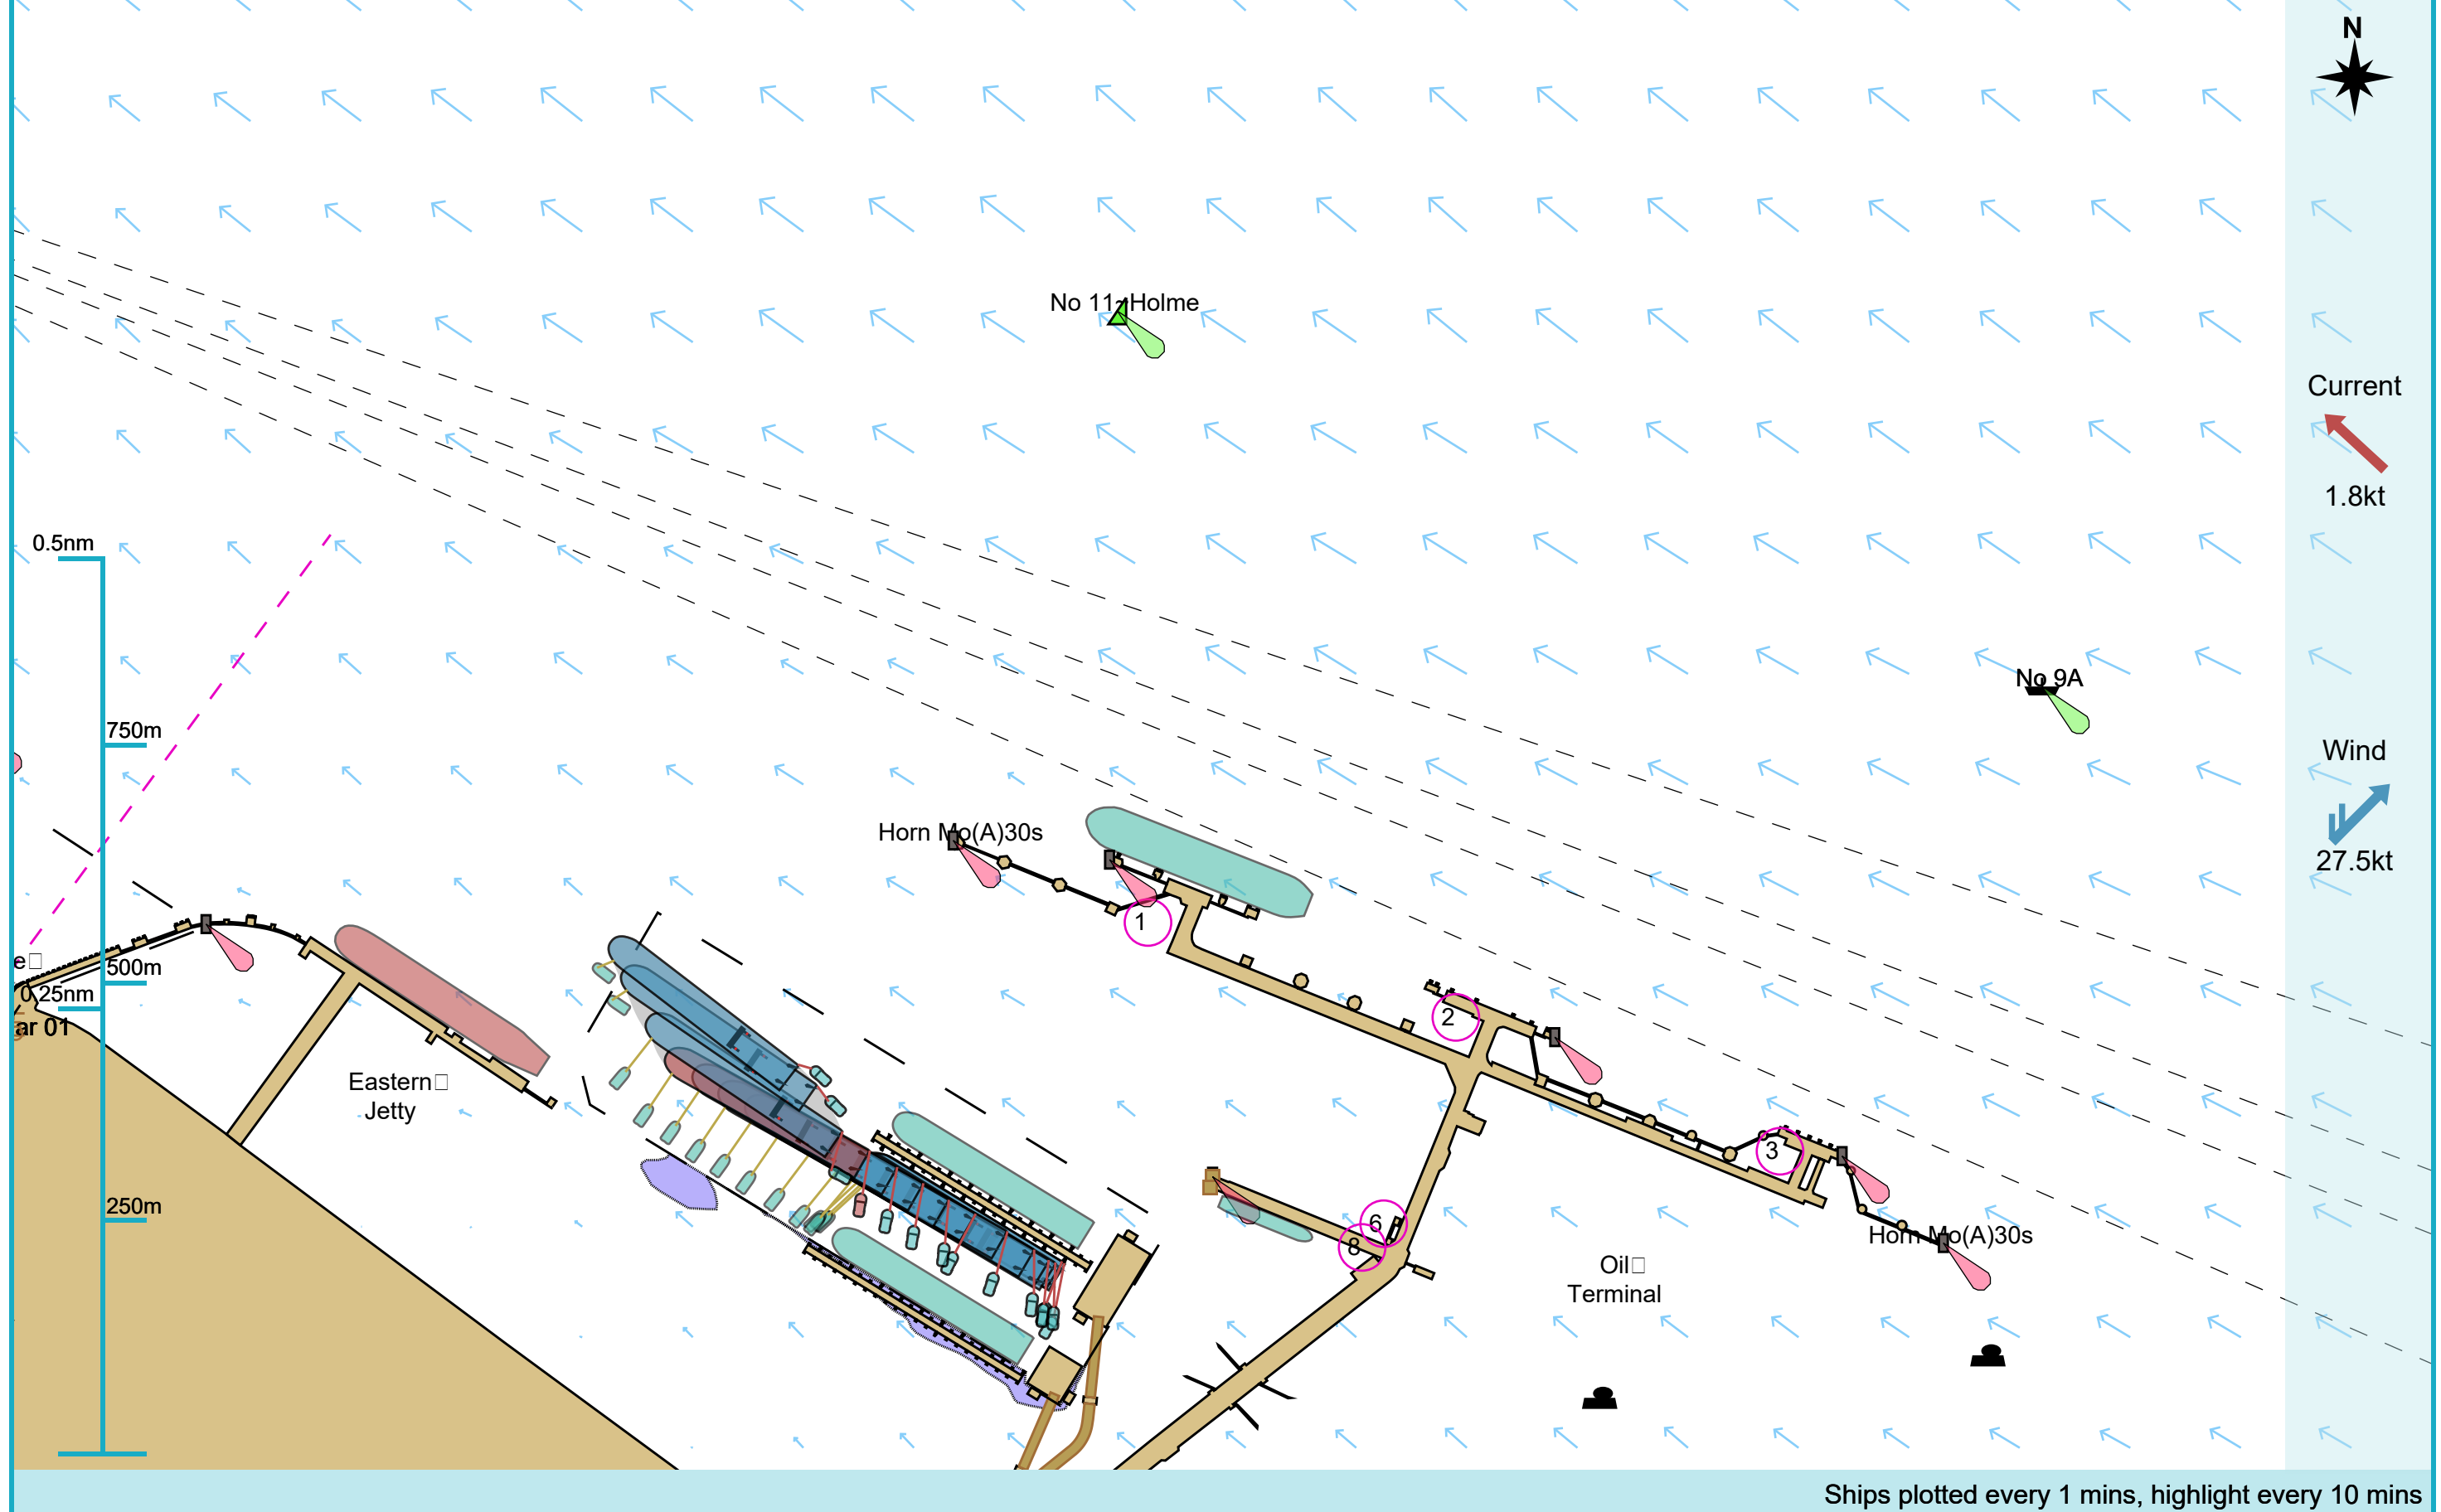 N
No 11a Holme
Current
1.8kt
0.5nm
No 9A
750m
Wind
27.5kt
Horn Mo(A)30s
1
500m
0.25nm
e
ar 01
2
Eastern
Jetty
3
250m
6
8
Horn Mo(A)30s
Oil
Terminal
Ships plotted every 1 mins, highlight every 10 mins